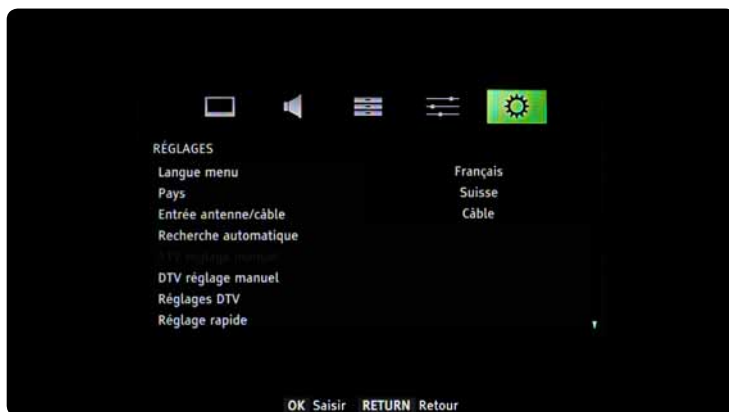 RÉGLAGES
Langue menu Français
Pays Suisse
Entrée antenne/câble Câble
Recherche automatique
DTV réglage manuel
Réglages DTV
Réglage rapide
OK Saisir RETURN Retour